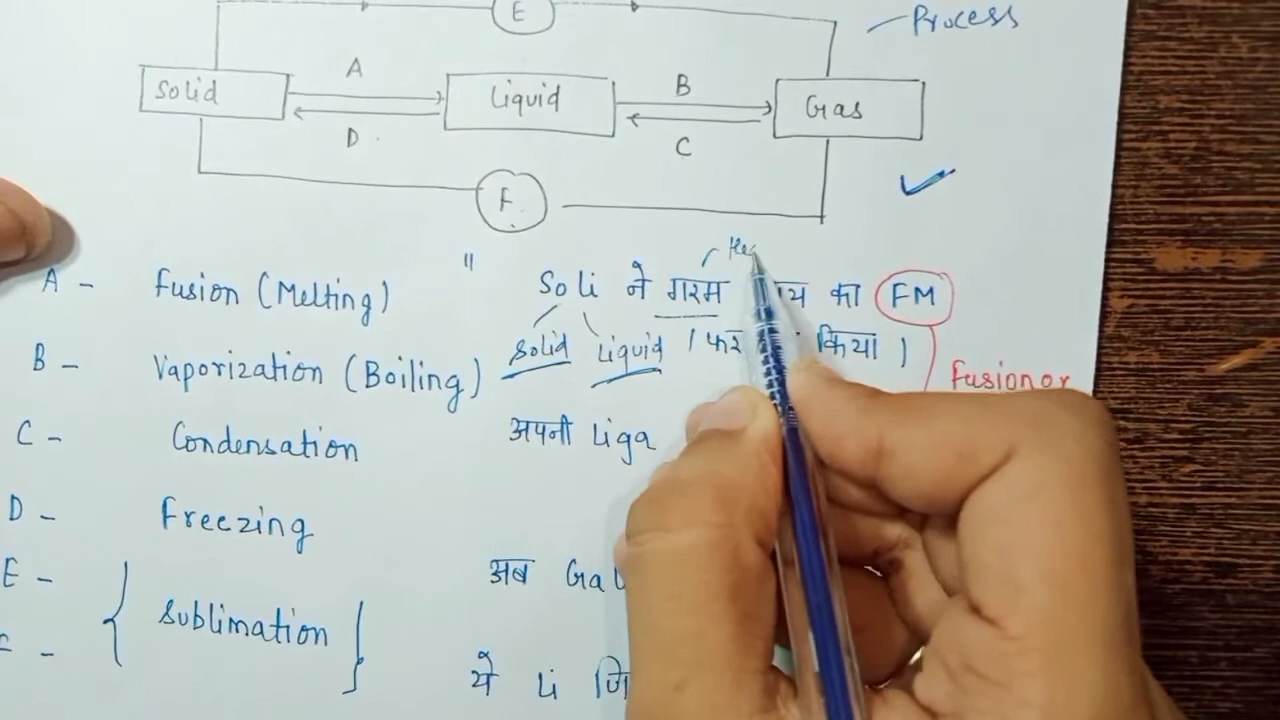 E
Process
Solid
A
Liquid
B
Gas
D
C
F
A - Fusion (Melting)
" Soli ने गरम का FM
B - Vaporization (Boiling)
Solid Liquid किया।
Fusion or
C - Condensation
अपनी Liga
D - Freezing
अब
E - Sublimation
ये Li